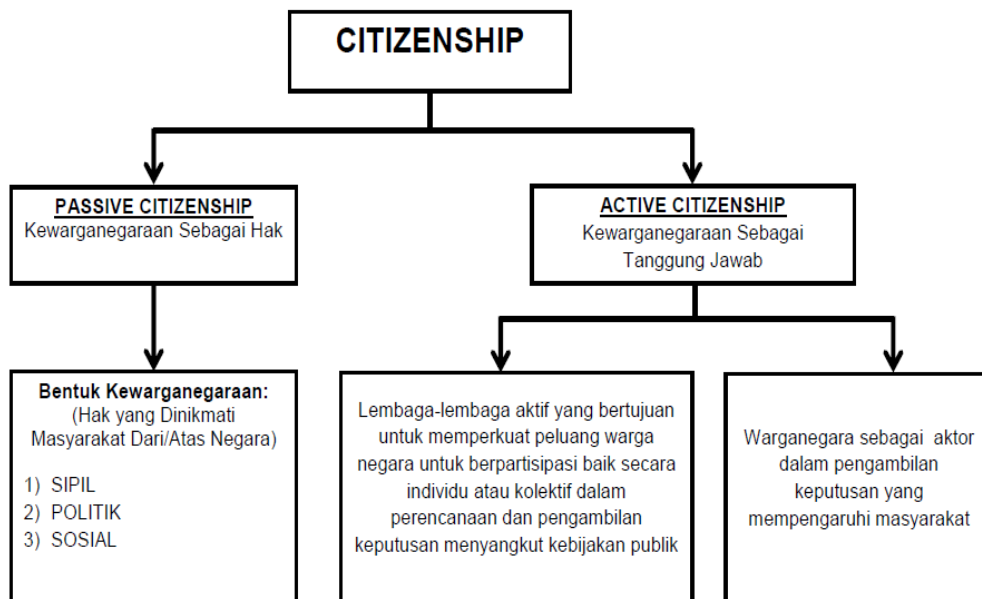 CITIZENSHIP
PASSIVE CITIZENSHIP
Kewarganegaraan Sebagai Hak
ACTIVE CITIZENSHIP
Kewarganegaraan Sebagai
Tanggung Jawab
Bentuk Kewarganegaraan:
(Hak yang Dinikmati
Masyarakat Dari/Atas Negara)
1) SIPIL
2) POLITIK
3) SOSIAL
Lembaga-lembaga aktif yang bertujuan
untuk memperkuat peluang warga
negara untuk berpartisipasi baik secara
individu atau kolektif dalam
perencanaan dan pengambilan
keputusan menyangkut kebijakan publik
Warganegara sebagai aktor
dalam pengambilan
keputusan yang
mempengaruhi masyarakat